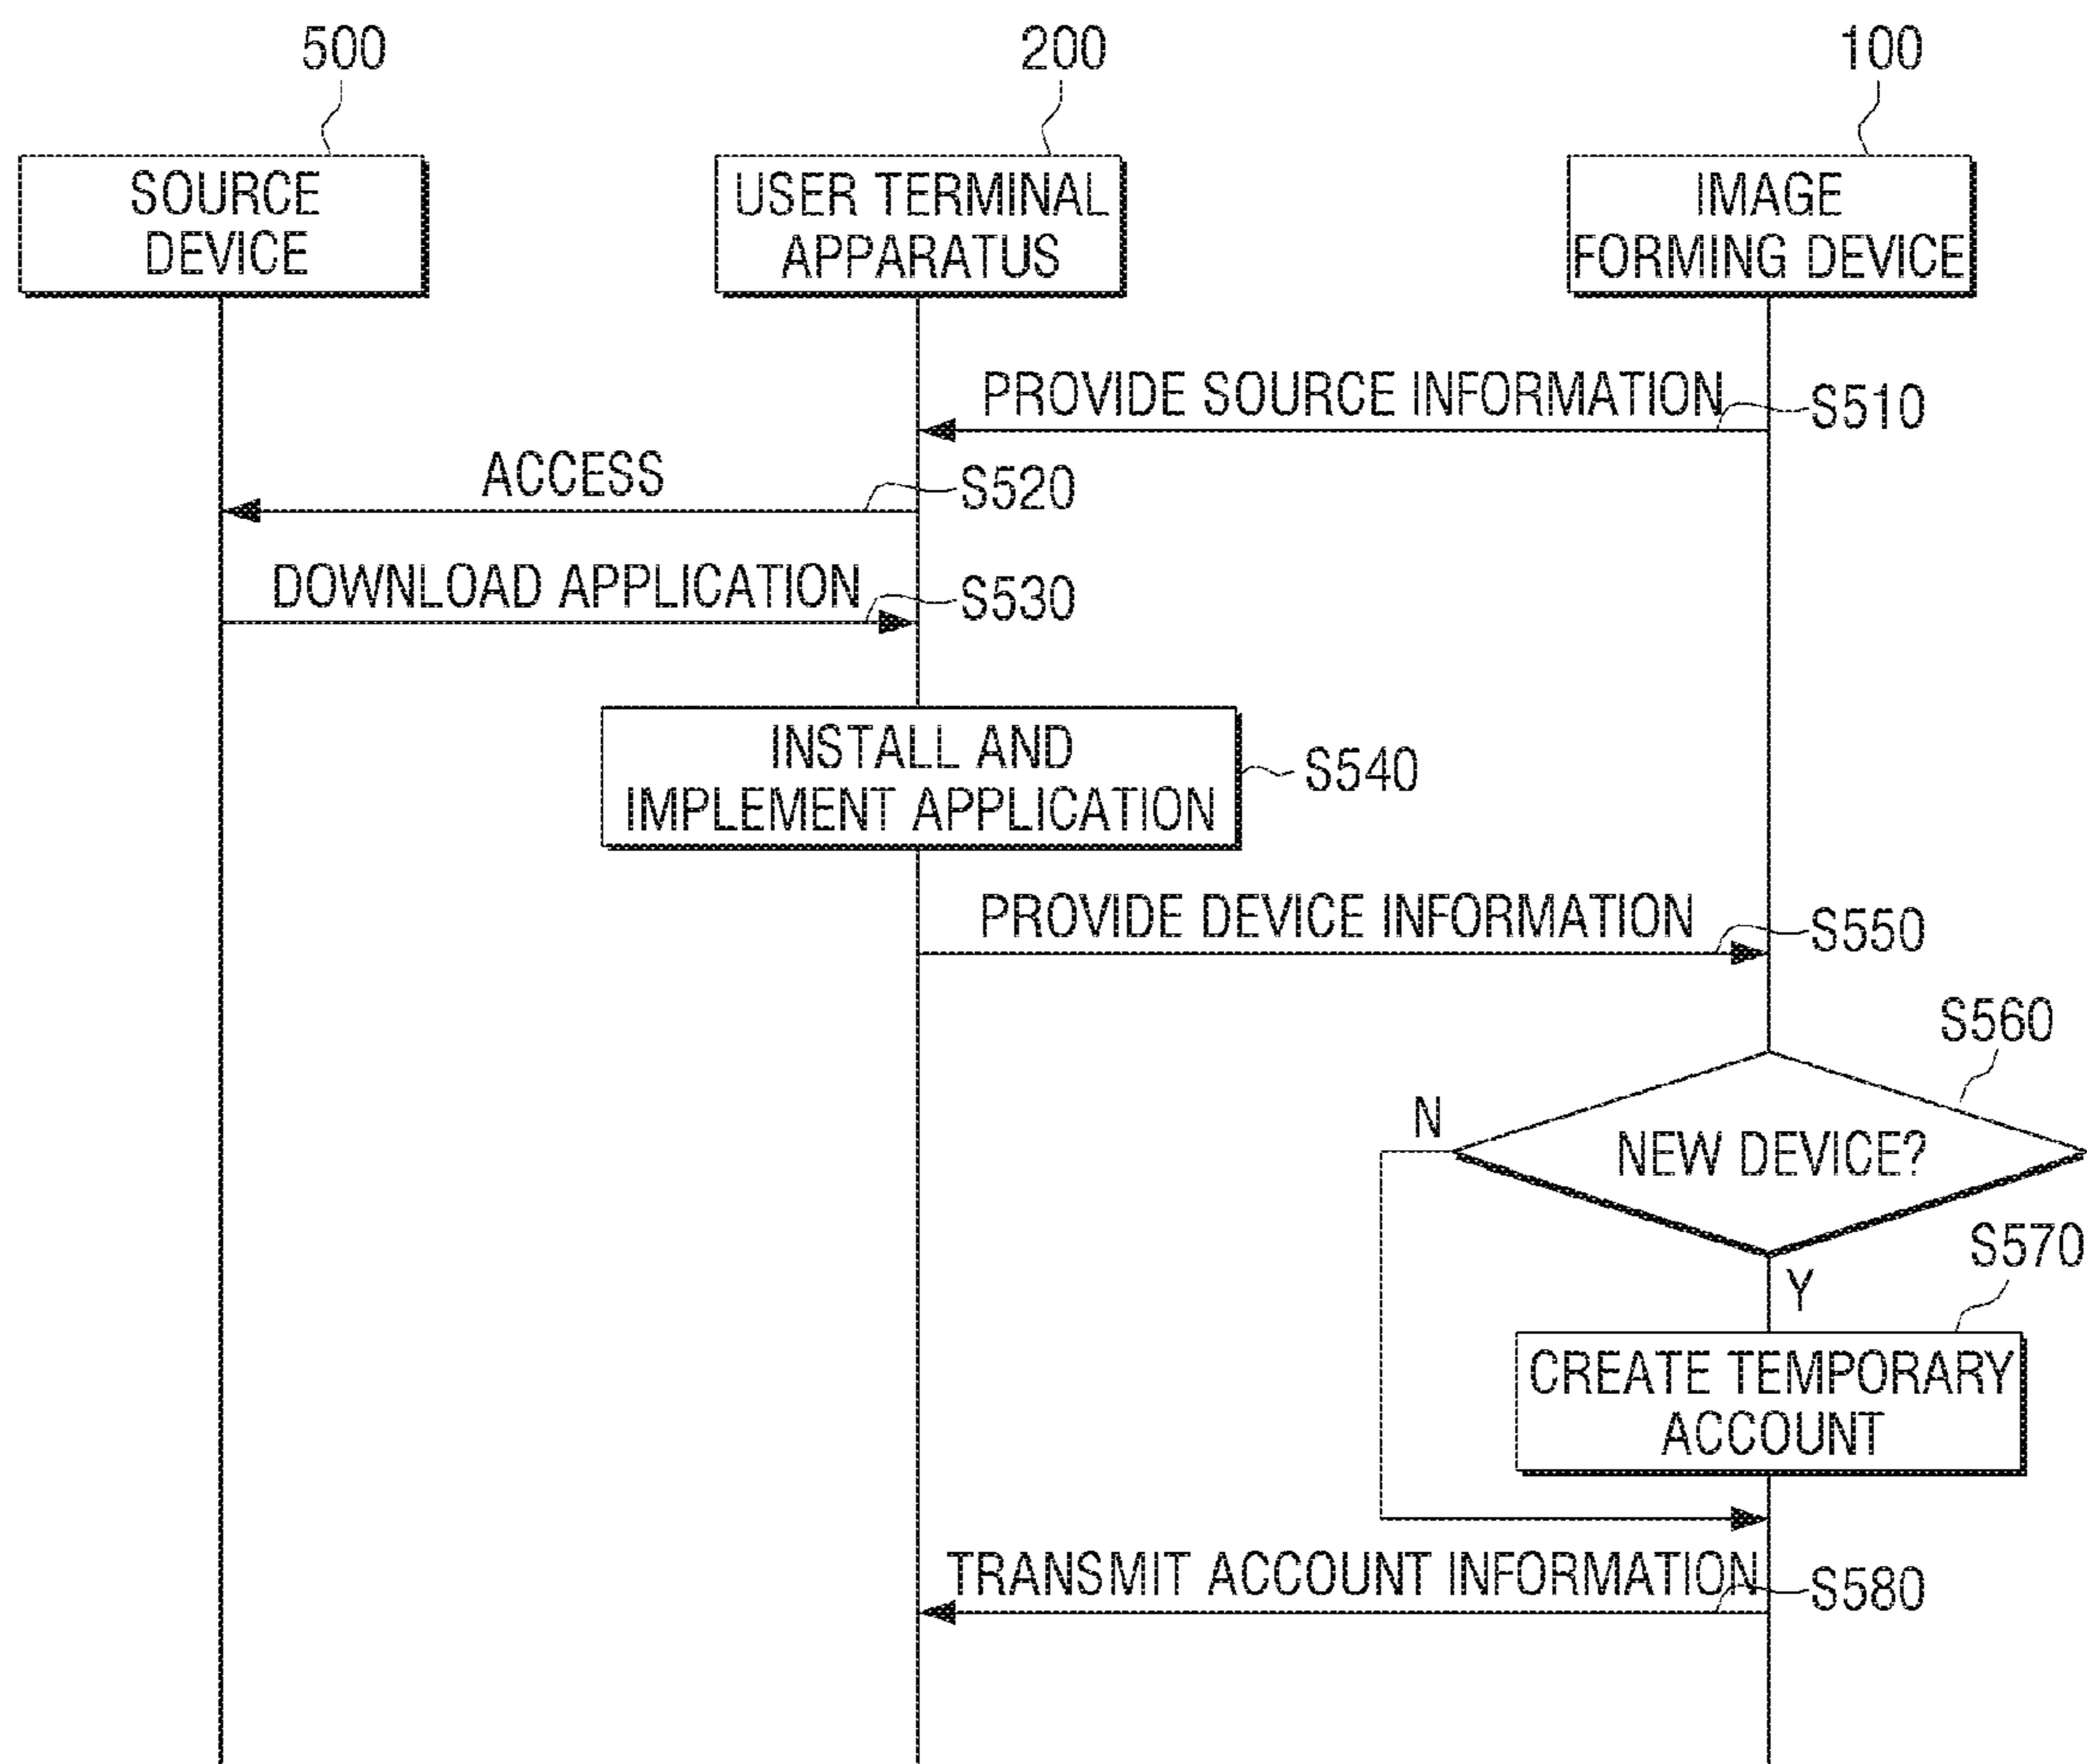 500
200
100
SOURCE
DEVICE
USER TERMINAL
APPARATUS
IMAGE
FORMING DEVICE
PROVIDE SOURCE INFORMATION
S510
ACCESS
S520
DOWNLOAD APPLICATION
S530
INSTALL AND
IMPLEMENT APPLICATION
S540
PROVIDE DEVICE INFORMATION
S550
S560
N
NEW DEVICE?
S570
Y
CREATE TEMPORARY
ACCOUNT
TRANSMIT ACCOUNT INFORMATION
S580